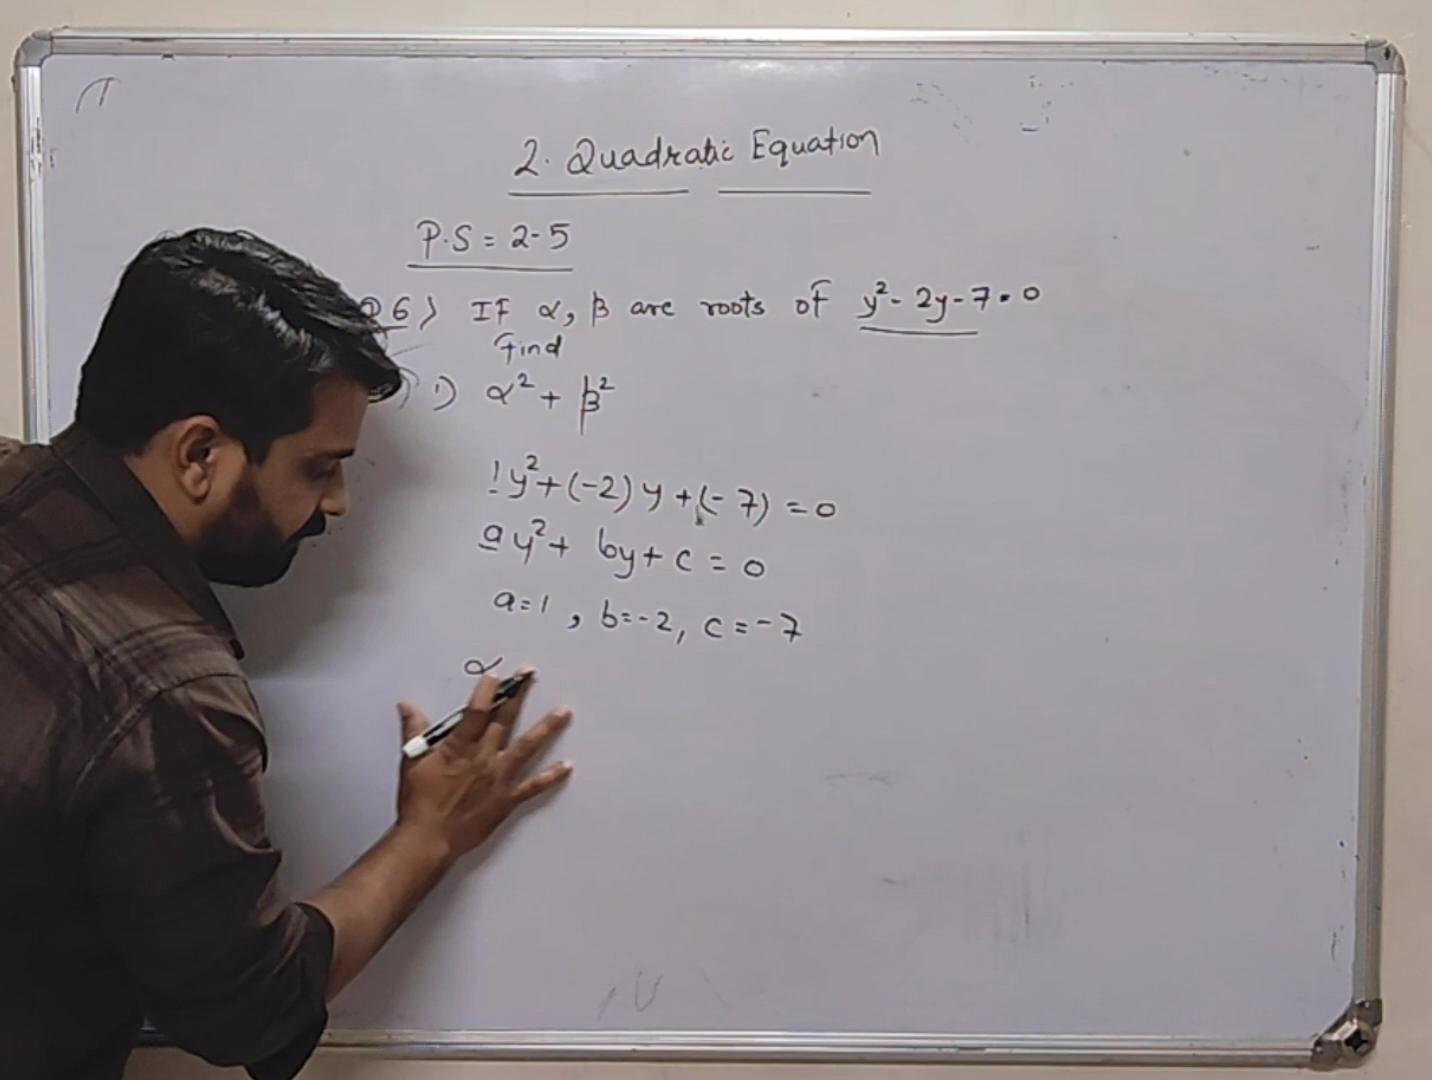 2. Quadratic Equation
P.S = 2-5
Q6) If α, β are roots of y² - 2y - 7 = 0
find
1) α² + β²
1y² + (-2)y + (-7) = 0
ay² + by + c = 0
a=1, b=-2, c=-7
α